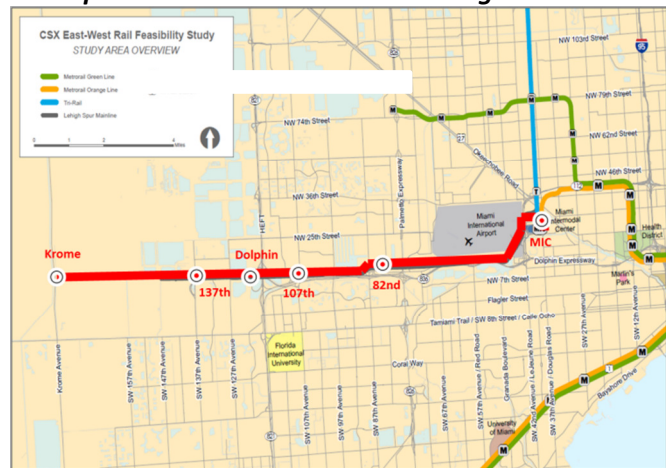 CSX East-West Rail Feasibility Study
STUDY AREA OVERVIEW
Metrorail Green Line
Metrorail Orange Line
Tri-Rail
Lehigh Spur Mainline
0
2
4
Miles
NW 103rd Street
95
NW 79th Street
NW 74th Street
NW 62nd Street
Okeechobee Road
NW 46th Street
HEFT
NW 36th Street
Palmetto Expressway
NW 25th Street
Miami
International
Airport
Miami
Intermodal
Center
MIC
Health
District
Krome
Dolphin
137th
107th
82nd
Dolphin Expressway
Marlin's
Park
NW 7th Street
Flagler Street
Tamiami Trail / SW 8th Street / Calle Ocho
Florida
International
University
Coral Way
Krome Avenue
SW 157th Avenue
SW 147th Avenue
SW 137th Avenue
SW 127th Avenue
SW 107th Avenue
SW 97th Avenue
SW 87th Avenue
SW 67th Avenue
SW 57th Avenue / Red Road
Granada Boulevard
SW 42nd Avenue / LeJeune Road
SW 37th Avenue / Douglas Road
SW 27th Avenue
SW 12th Avenue
Bayshore Drive
University
of Miami